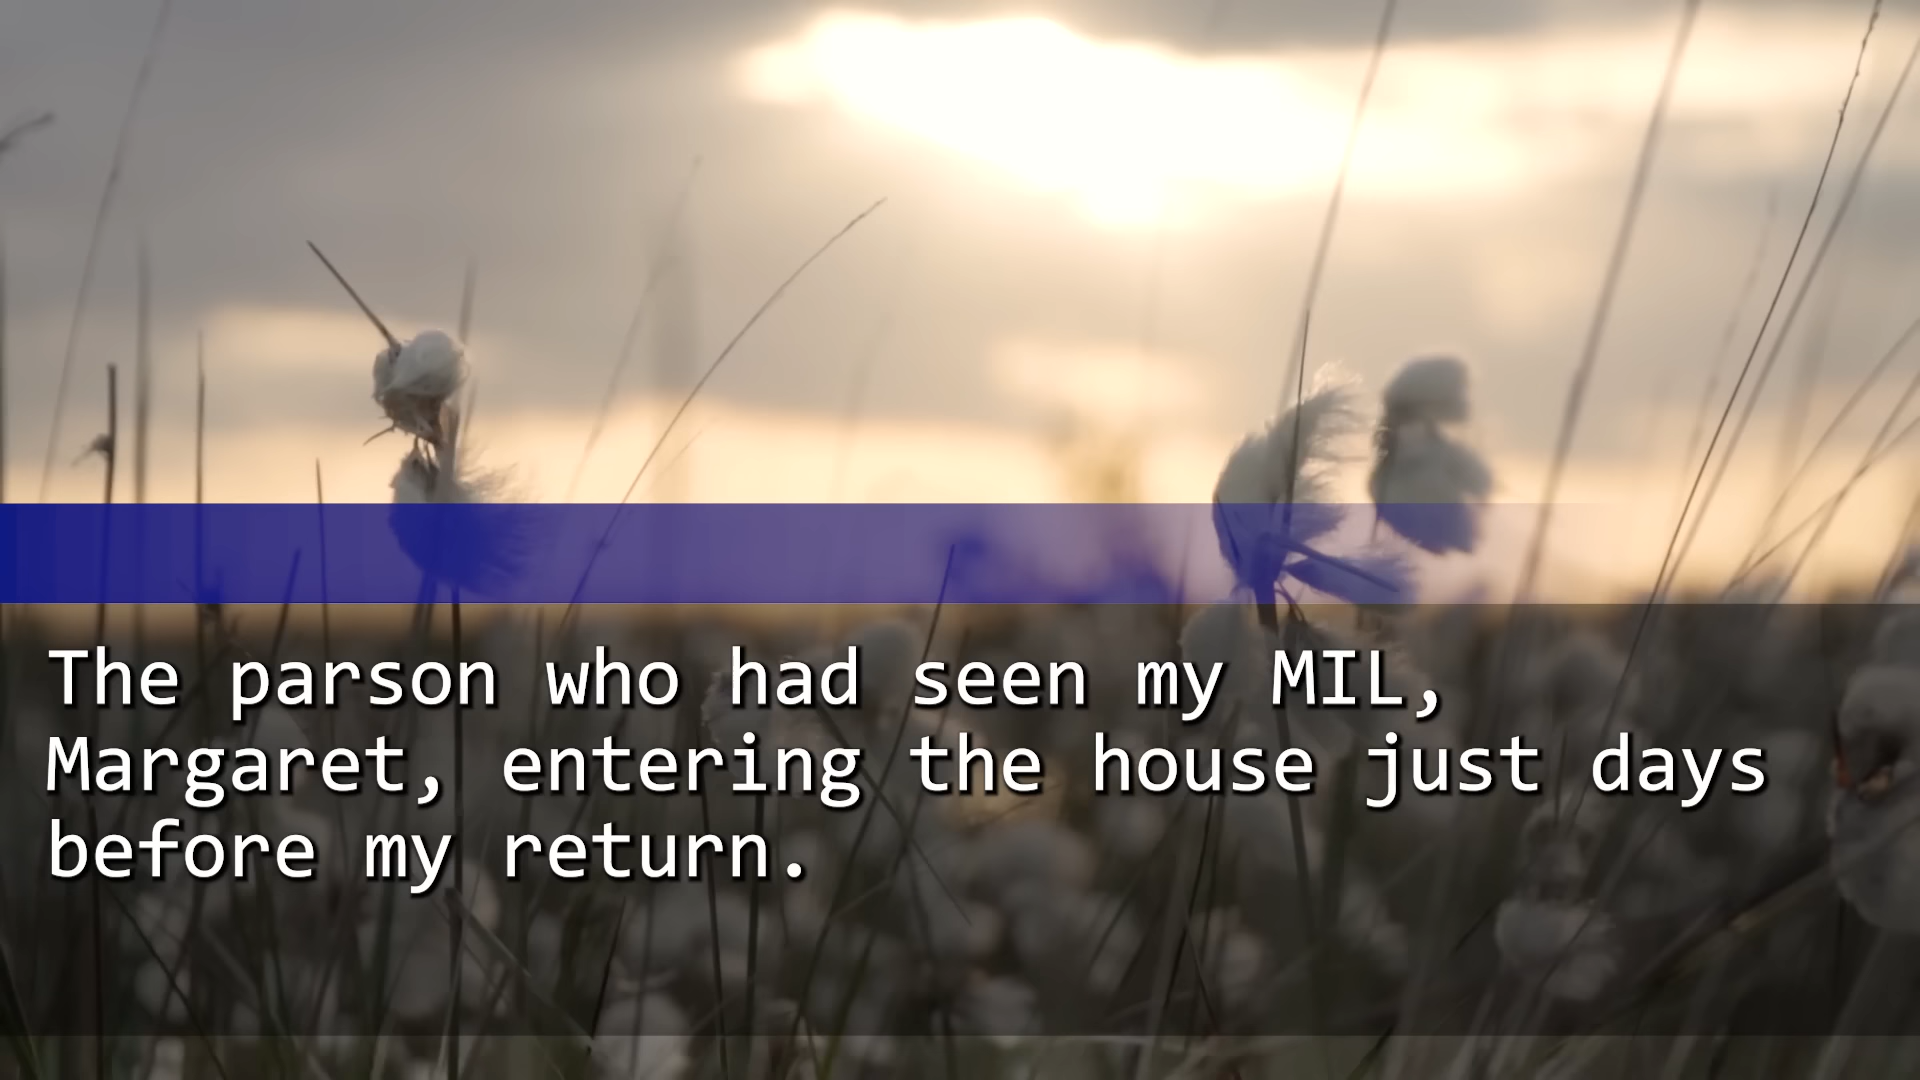 The parson who had seen my MIL,
Margaret, entering the house just days
before my return.